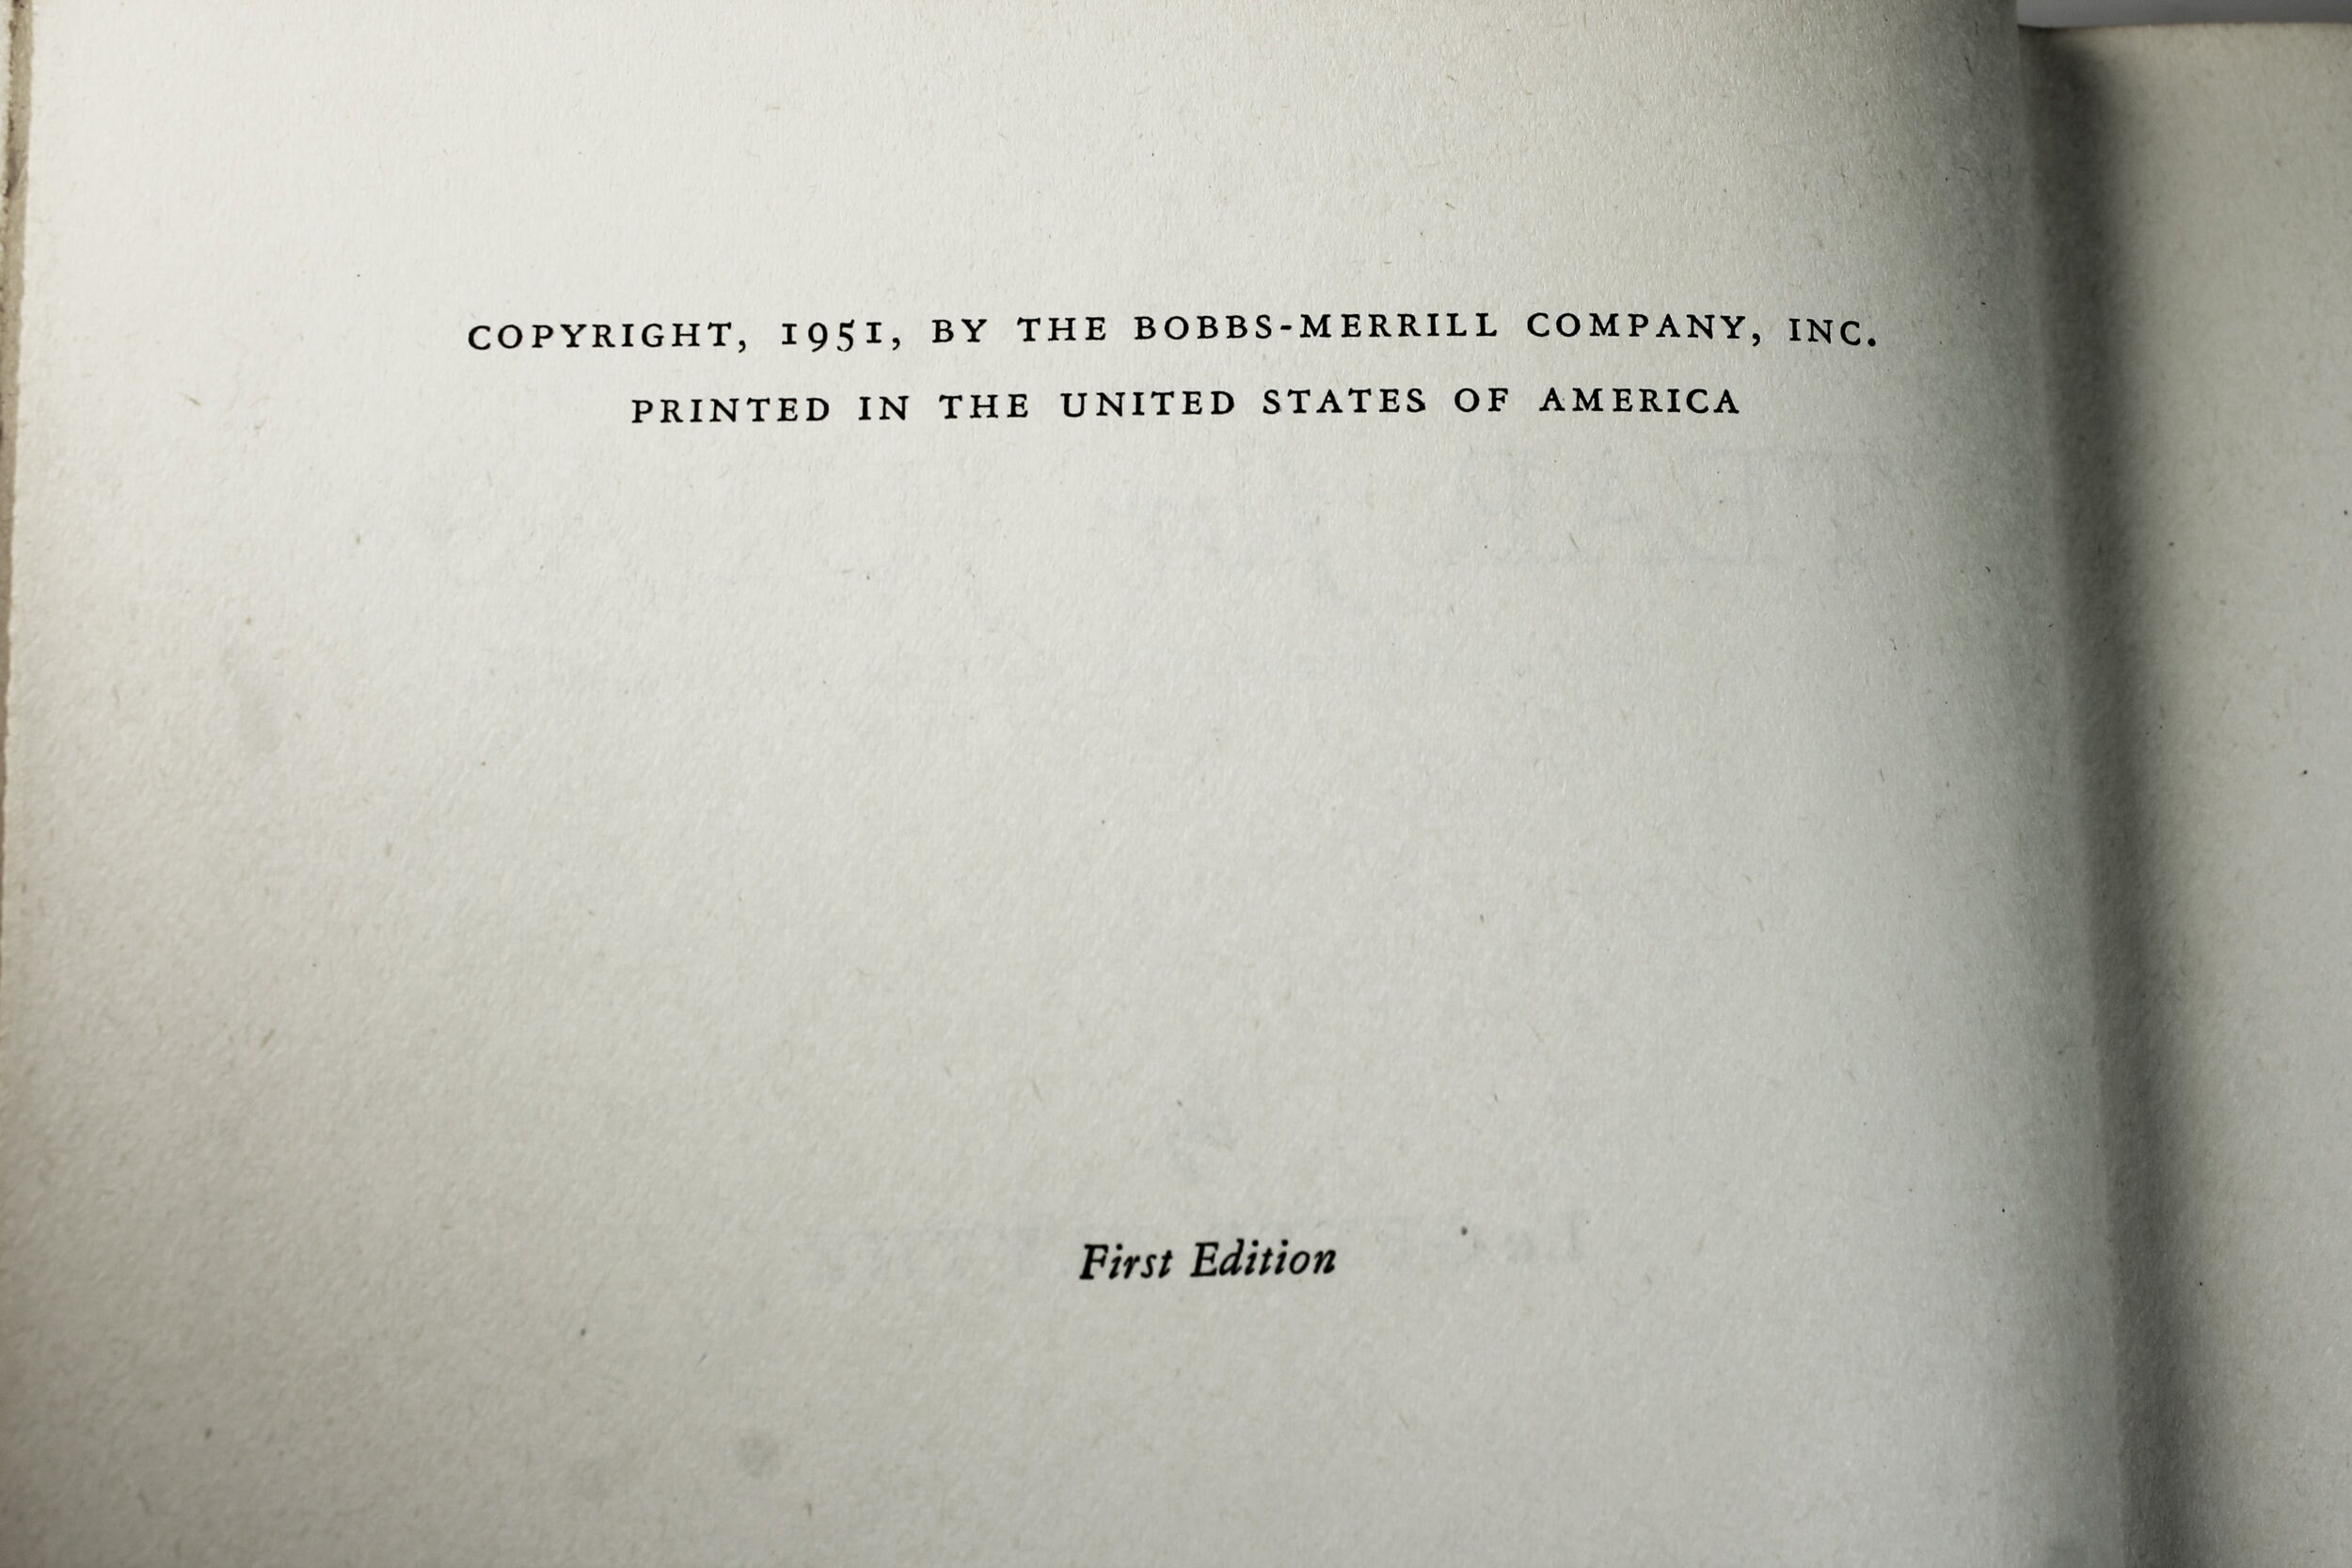 COPYRIGHT, 1951, BY THE BOBBS-MERRILL COMPANY, INC.
PRINTED IN THE UNITED STATES OF AMERICA
First Edition